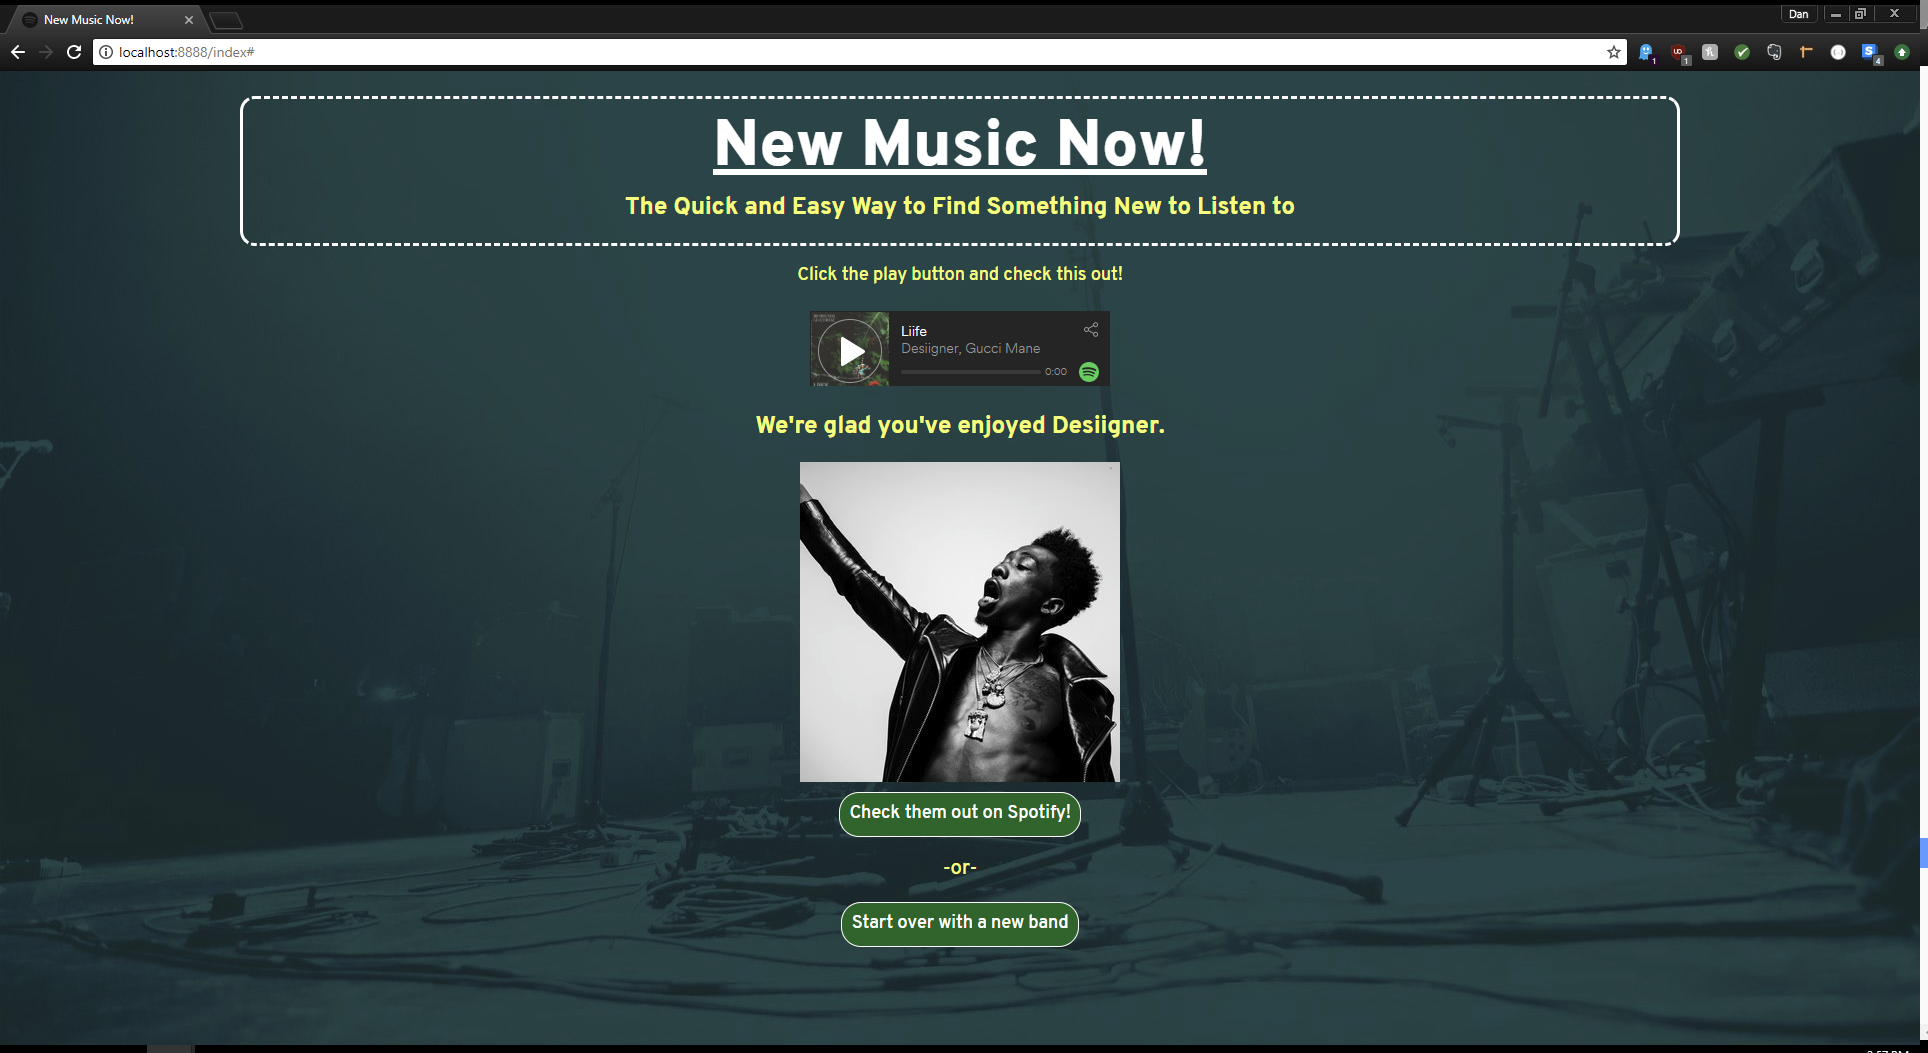 New Music Now!
Dan
localhost:8888/index#
New Music Now!
The Quick and Easy Way to Find Something New to Listen to
Click the play button and check this out!
Liife
Desiigner, Gucci Mane
0:00
We're glad you've enjoyed Desiigner.
Check them out on Spotify!
-or-
Start over with a new band